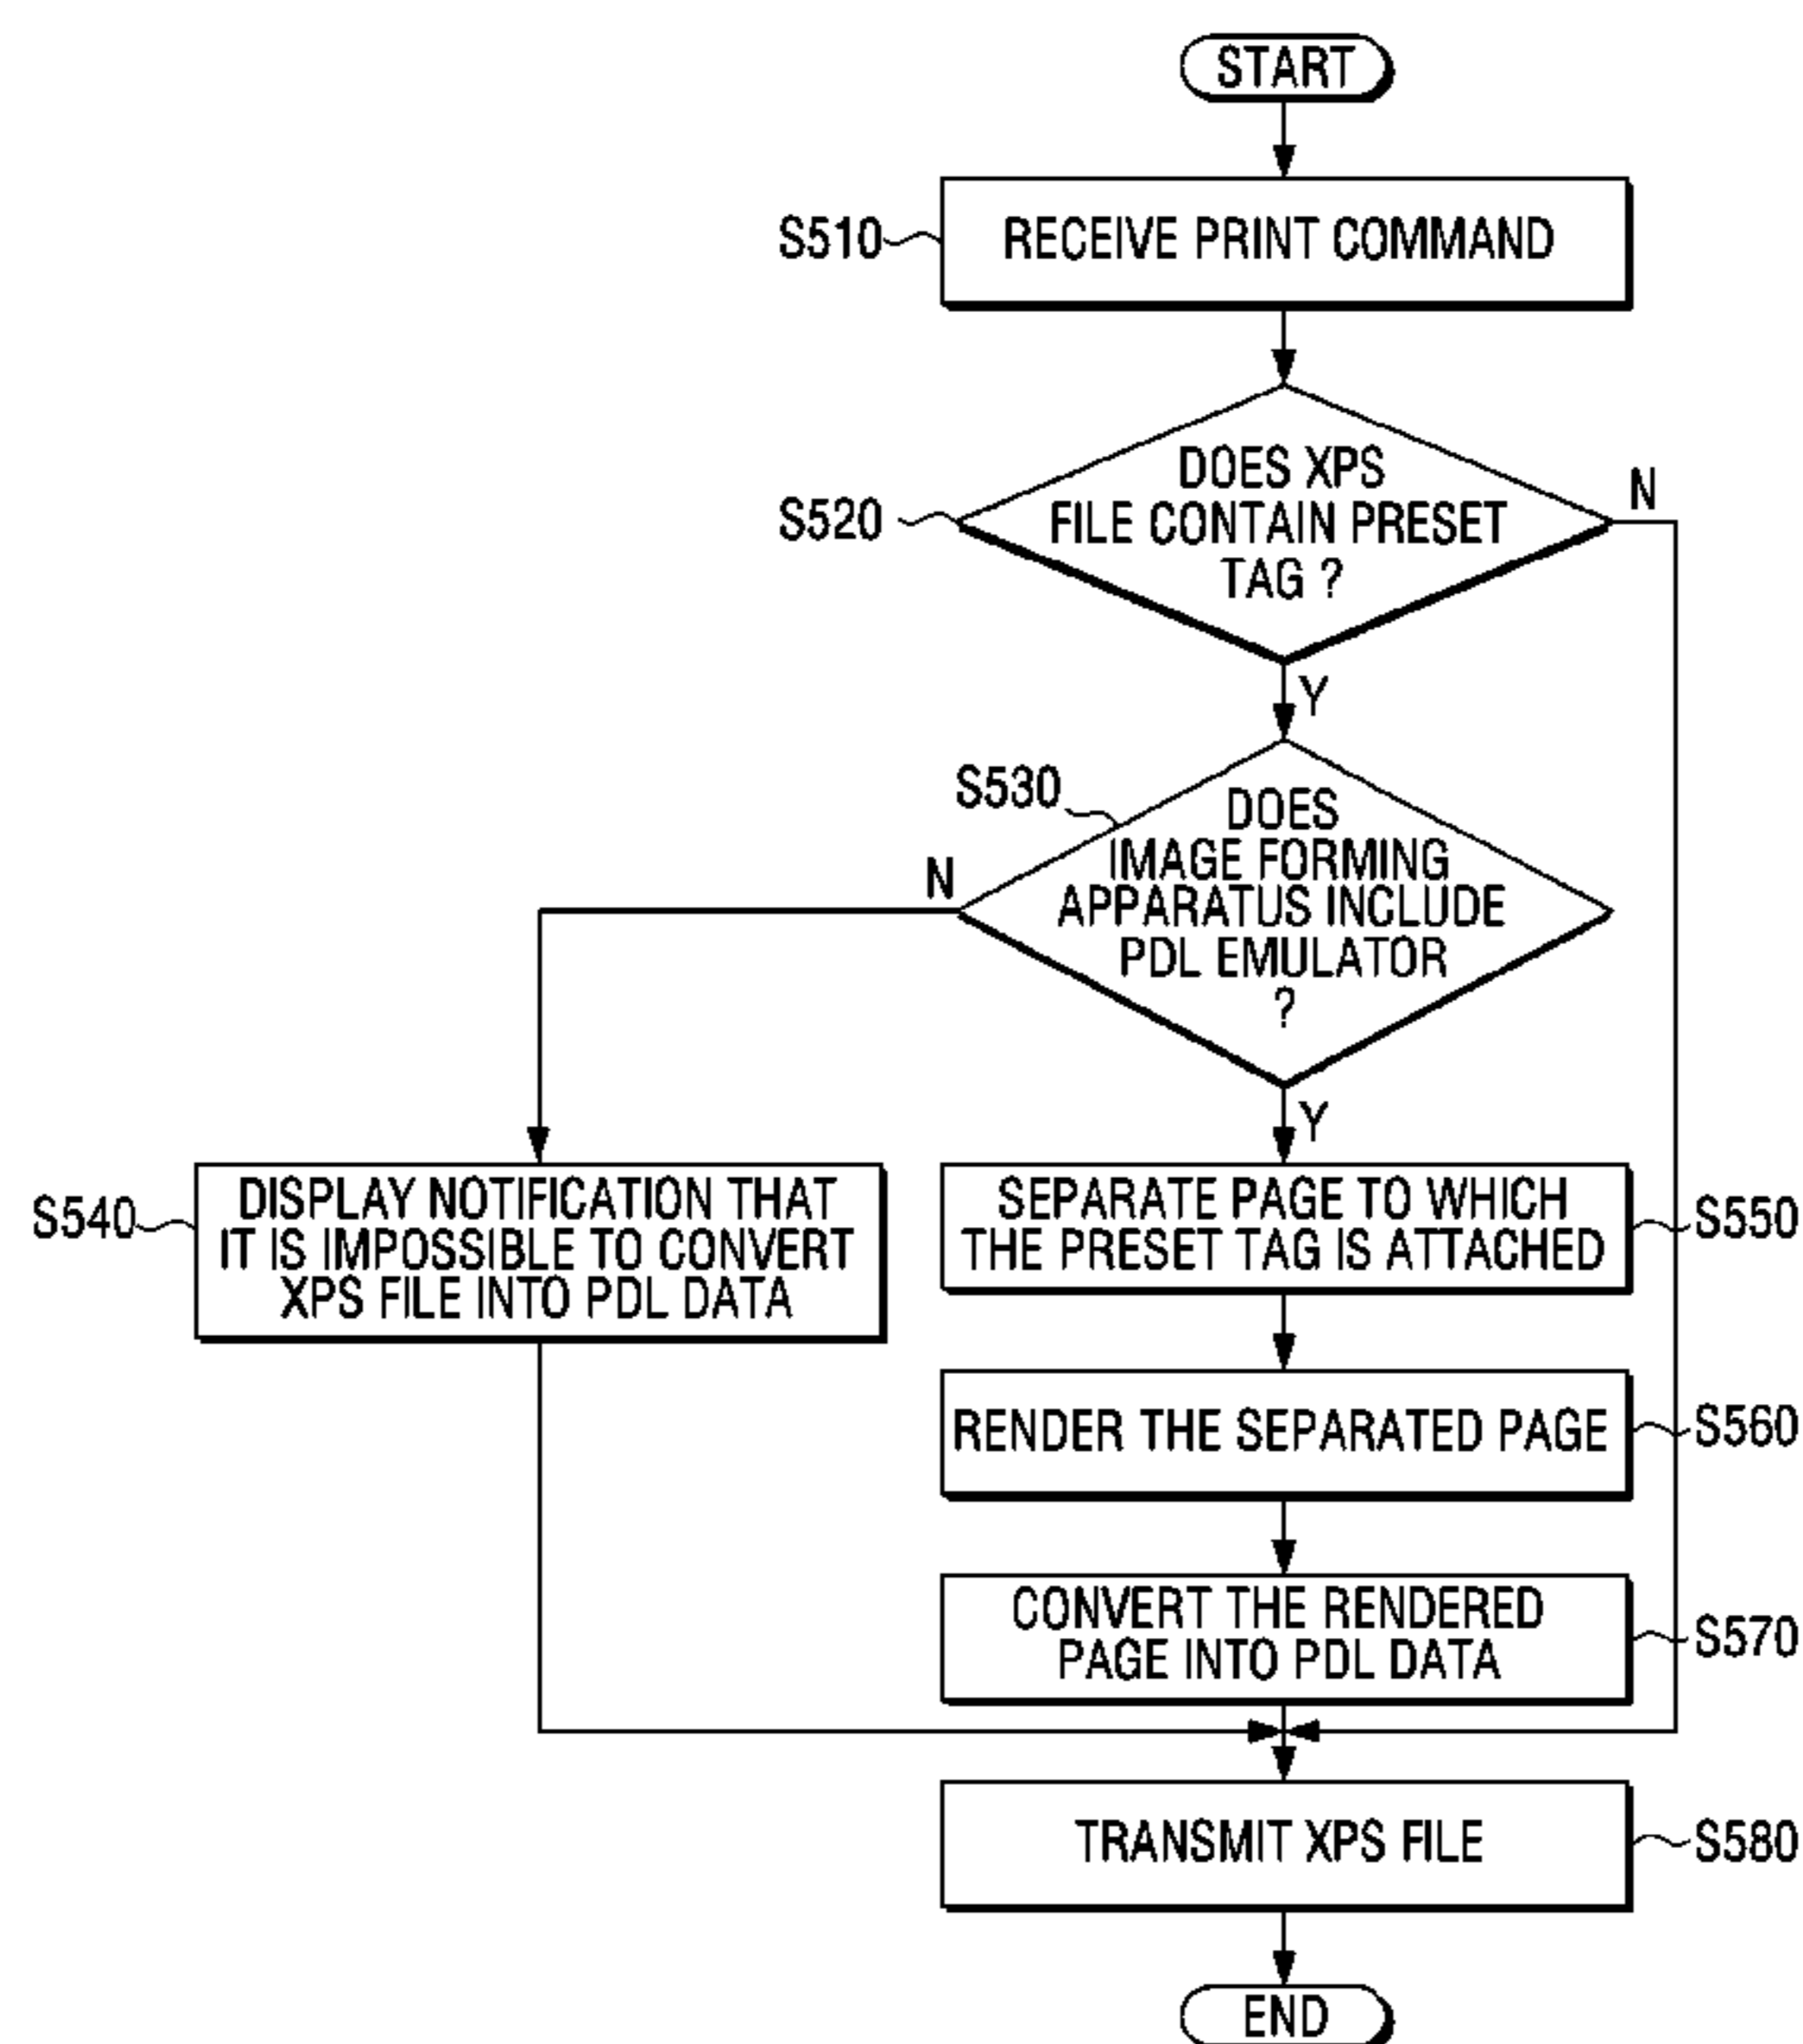 START
S510
RECEIVE PRINT COMMAND
S520
DOES XPS
FILE CONTAIN PRESET
TAG ?
N
Y
S530
DOES
IMAGE FORMING
APPARATUS INCLUDE
PDL EMULATOR
?
N
Y
S540
DISPLAY NOTIFICATION THAT
IT IS IMPOSSIBLE TO CONVERT
XPS FILE INTO PDL DATA
SEPARATE PAGE TO WHICH
THE PRESET TAG IS ATTACHED
S550
RENDER THE SEPARATED PAGE
S560
CONVERT THE RENDERED
PAGE INTO PDL DATA
S570
TRANSMIT XPS FILE
S580
END